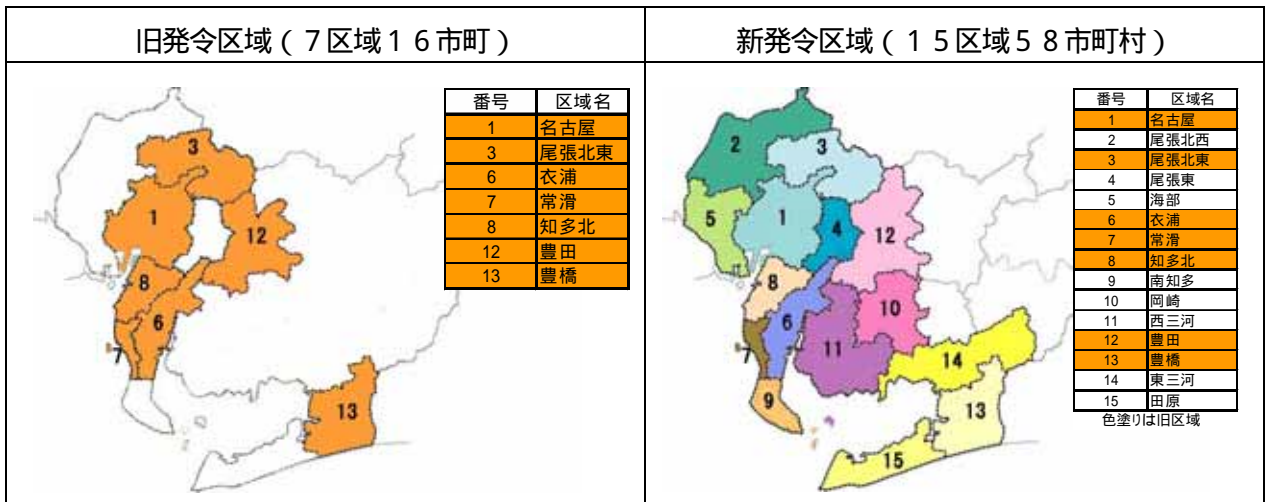 旧発令区域（７区域１６市町）
新発令区域（１５区域５８市町村）
番号 区域名
1 名古屋
3 尾張北東
6 衣浦
7 常滑
8 知多北
12 豊田
13 豊橋
3
1
12
8
6
7
13
番号 区域名
1 名古屋
2 尾張北西
3 尾張北東
4 尾張東
5 海部
6 衣浦
7 常滑
8 知多北
9 南知多
10 岡崎
11 西三河
12 豊田
13 豊橋
14 東三河
15 田原
色塗りは旧区域
2
3
5
1
4
12
8
10
6
7
11
14
9
13
15